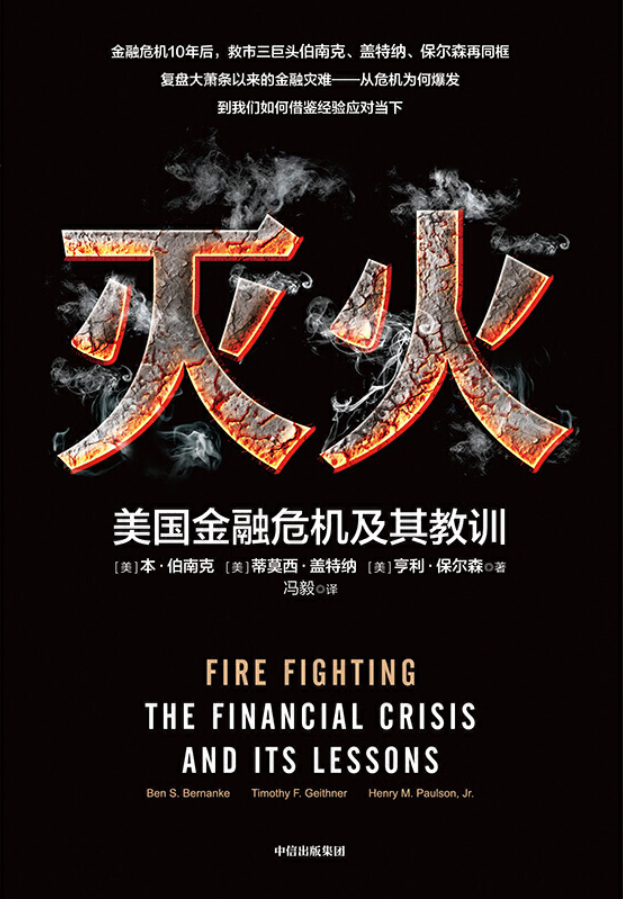 金融危机10年后，救市三巨头伯南克、盖特纳、保尔森再同框
复盘大萧条以来的金融灾难——从危机为何爆发
到我们如何借鉴经验应对当下
灭火
美国金融危机及其教训
[美]本·伯南克 [美]蒂莫西·盖特纳 [美]亨利·保尔森◎著
冯毅◎译
FIRE FIGHTING
THE FINANCIAL CRISIS
AND ITS LESSONS
Ben S. Bernanke Timothy F. Geithner Henry M. Paulson, Jr.
中信出版集团